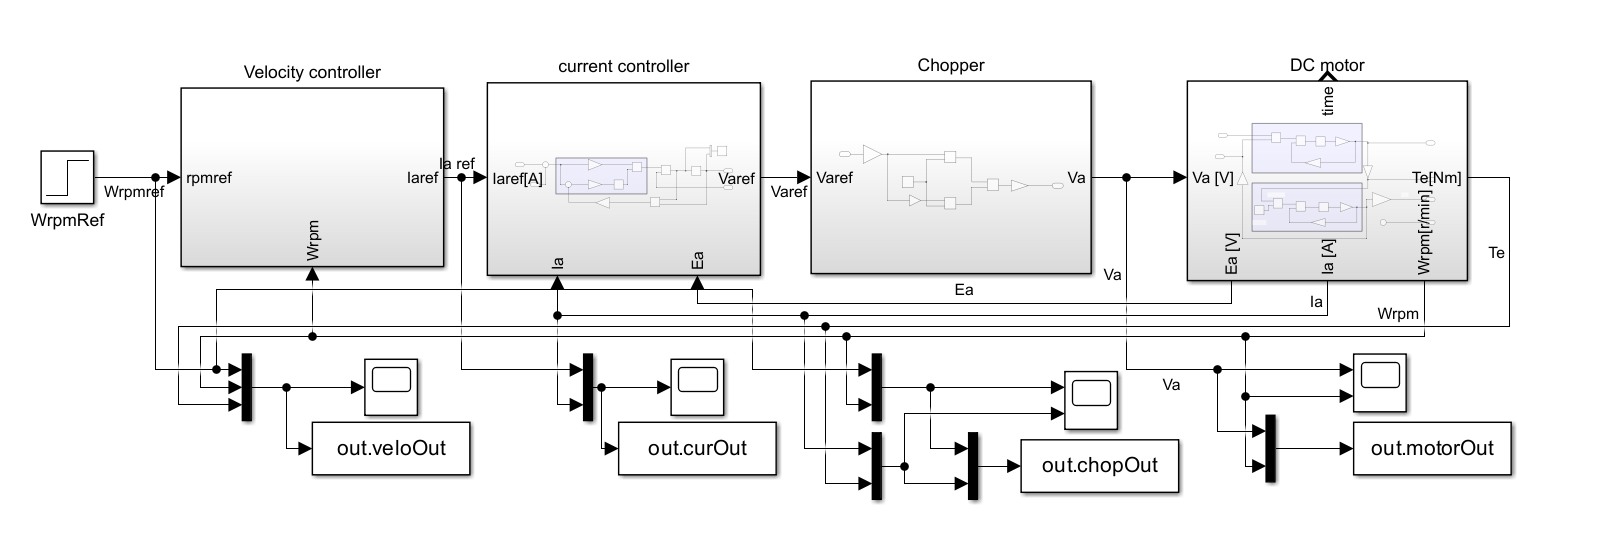 Velocity controller
current controller
Chopper
DC motor
time
rpmref
Iaref
Ia ref
Iaref[A]
Varef
Varef
Varef
Va
Va [V]
Te[Nm]
Wrpmref
WrpmRef
Wrpm
Ia
Ea
Ea [V]
Ia [A]
Wrpm[r/min]
Te
Va
Ea
Ia
Wrpm
Va
out.veloOut
out.curOut
out.chopOut
out.motorOut